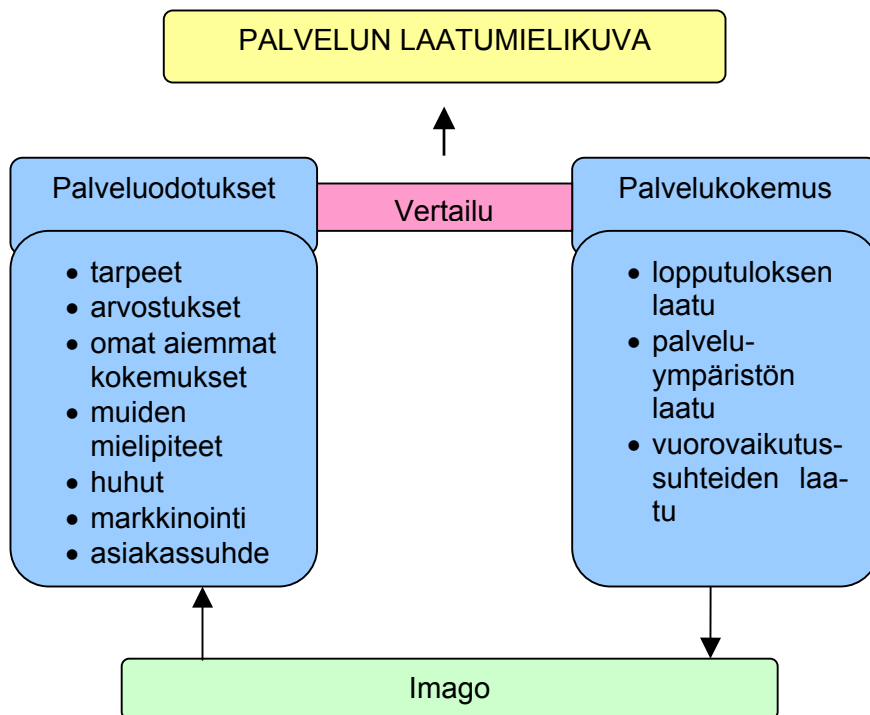 PALVELUN LAATUMIELIKUVA
Palveluodotukset
Vertailu
Palvelukokemus
• tarpeet
• arvostukset
• omat aiemmat
kokemukset
• muiden
mielipiteet
• huhut
• markkinointi
• asiakassuhde
• lopputuloksen
laatu
• palvelu-
ympäristön
laatu
• vuorovaikutus-
suhteiden laa-
tu
Imago